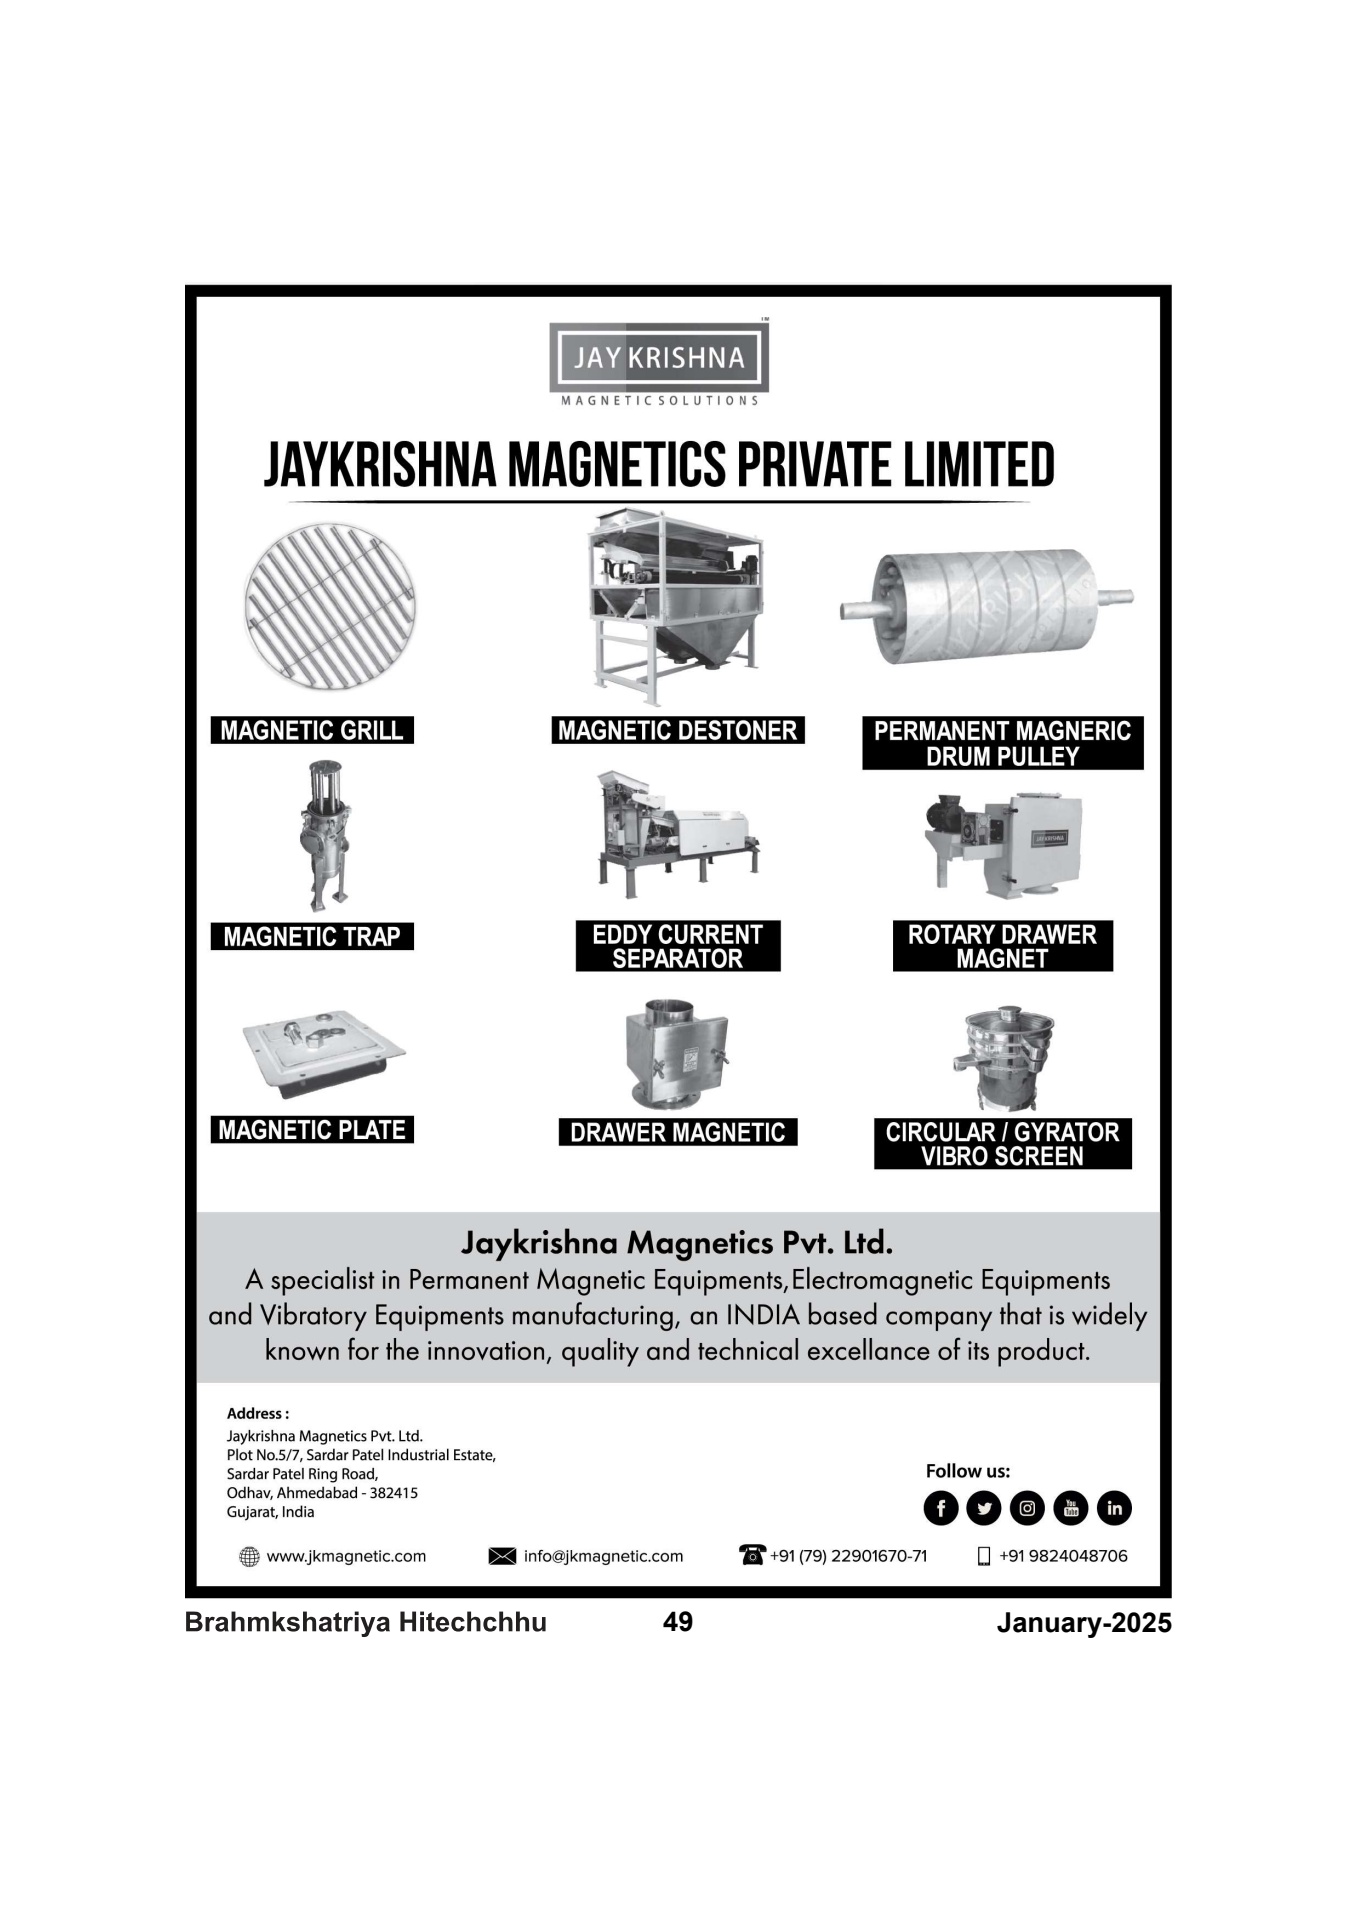 TM
JAY KRISHNA
MAGNETIC SOLUTIONS
JAYKRISHNA MAGNETICS PRIVATE LIMITED
MAGNETIC GRILL
MAGNETIC DESTONER
PERMANENT MAGNERIC
DRUM PULLEY
JAYKRISHNA
MAGNETIC TRAP
EDDY CURRENT
SEPARATOR
ROTARY DRAWER
MAGNET
MAGNETIC PLATE
DRAWER MAGNETIC
CIRCULAR / GYRATOR
VIBRO SCREEN
Jaykrishna Magnetics Pvt. Ltd.
A specialist in Permanent Magnetic Equipments,Electromagnetic Equipments
and Vibratory Equipments manufacturing, an INDIA based company that is widely
known for the innovation, quality and technical excellance of its product.
Address :
Jaykrishna Magnetics Pvt. Ltd.
Plot No.5/7, Sardar Patel Industrial Estate,
Sardar Patel Ring Road,
Odhav, Ahmedabad - 382415
Gujarat, India
Follow us:
You Tube
www.jkmagnetic.com
info@jkmagnetic.com
+91 (79) 22901670-71
+91 9824048706
Brahmkshatriya Hitechchhu
49
January-2025